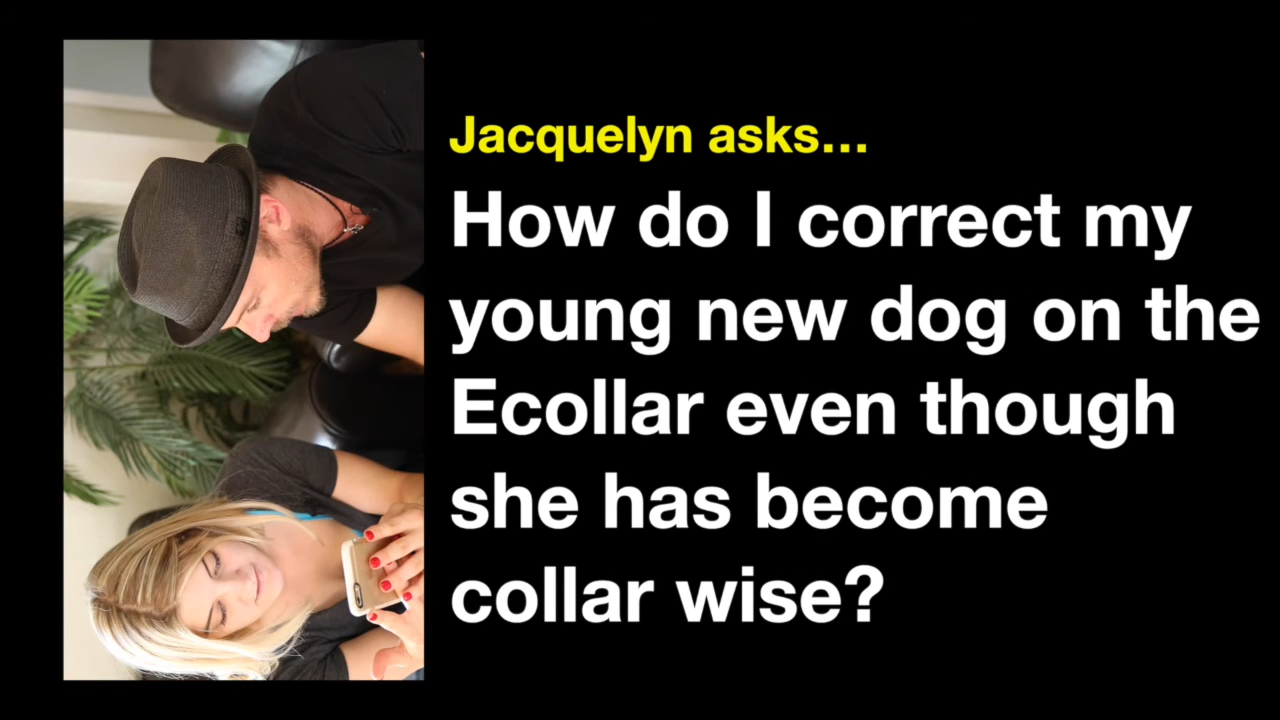 Jacquelyn asks...
How do I correct my
young new dog on the
Ecollar even though
she has become
collar wise?